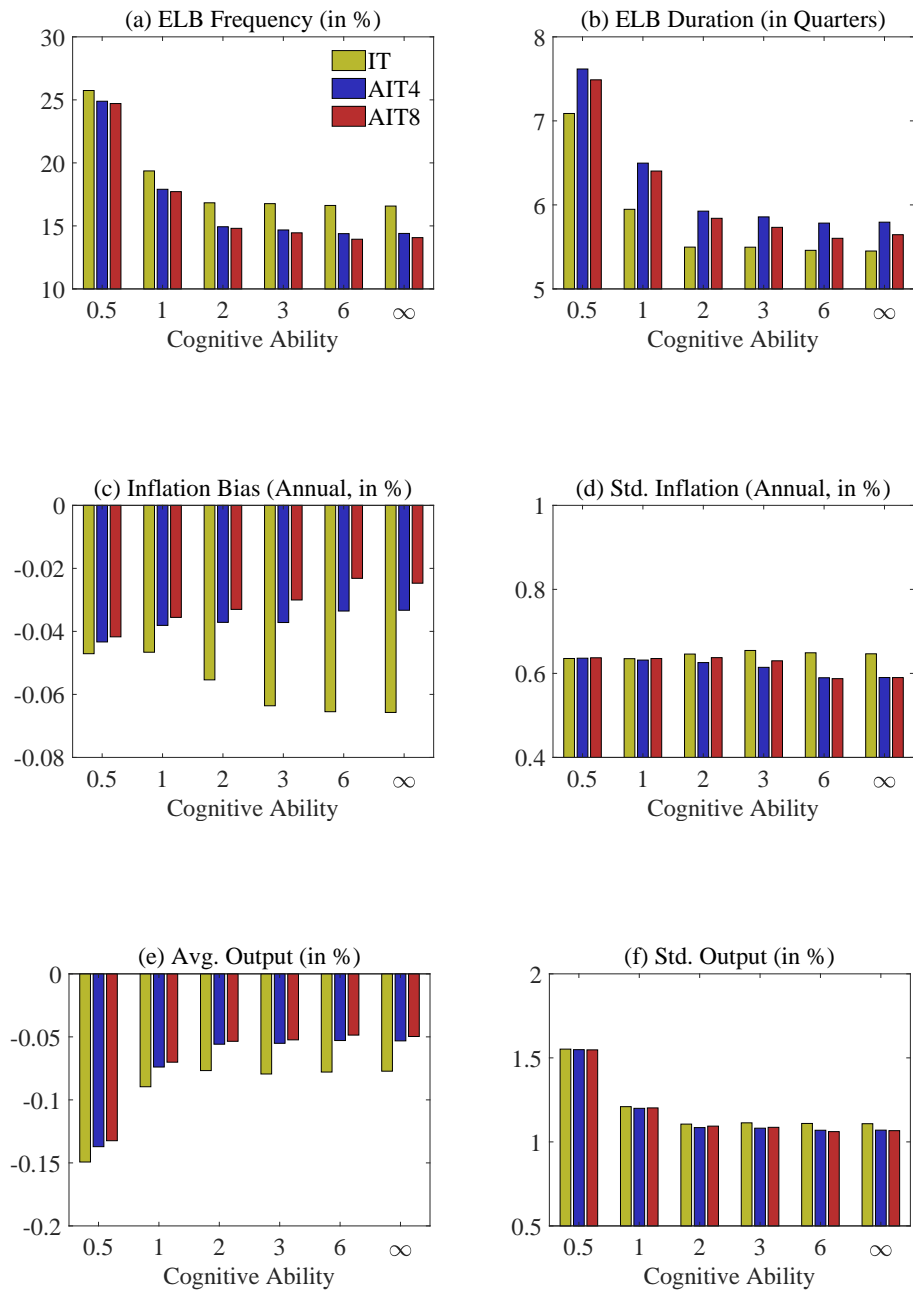 (a) ELB Frequency (in %)
30
25
20
15
10
IT
AIT4
AIT8
0.5 1 2 3 6 ∞
Cognitive Ability
(b) ELB Duration (in Quarters)
8
7
6
5
0.5 1 2 3 6 ∞
Cognitive Ability
(c) Inflation Bias (Annual, in %)
0
-0.02
-0.04
-0.06
-0.08
0.5 1 2 3 6 ∞
Cognitive Ability
(d) Std. Inflation (Annual, in %)
1
0.8
0.6
0.4
0.5 1 2 3 6 ∞
Cognitive Ability
(e) Avg. Output (in %)
0
-0.05
-0.1
-0.15
-0.2
0.5 1 2 3 6 ∞
Cognitive Ability
(f) Std. Output (in %)
2
1.5
1
0.5
0.5 1 2 3 6 ∞
Cognitive Ability